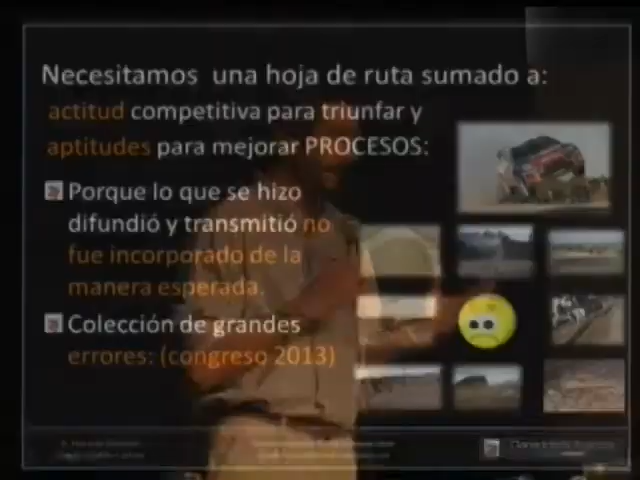 Necesitamos una hoja de ruta sumado a:
actitud competitiva para triunfar y
aptitudes para mejorar PROCESOS:
Porque lo que se hizo
difundió y transmitió no
fue incorporado de la
manera esperada.
Colección de grandes
errores: (congreso 2013)